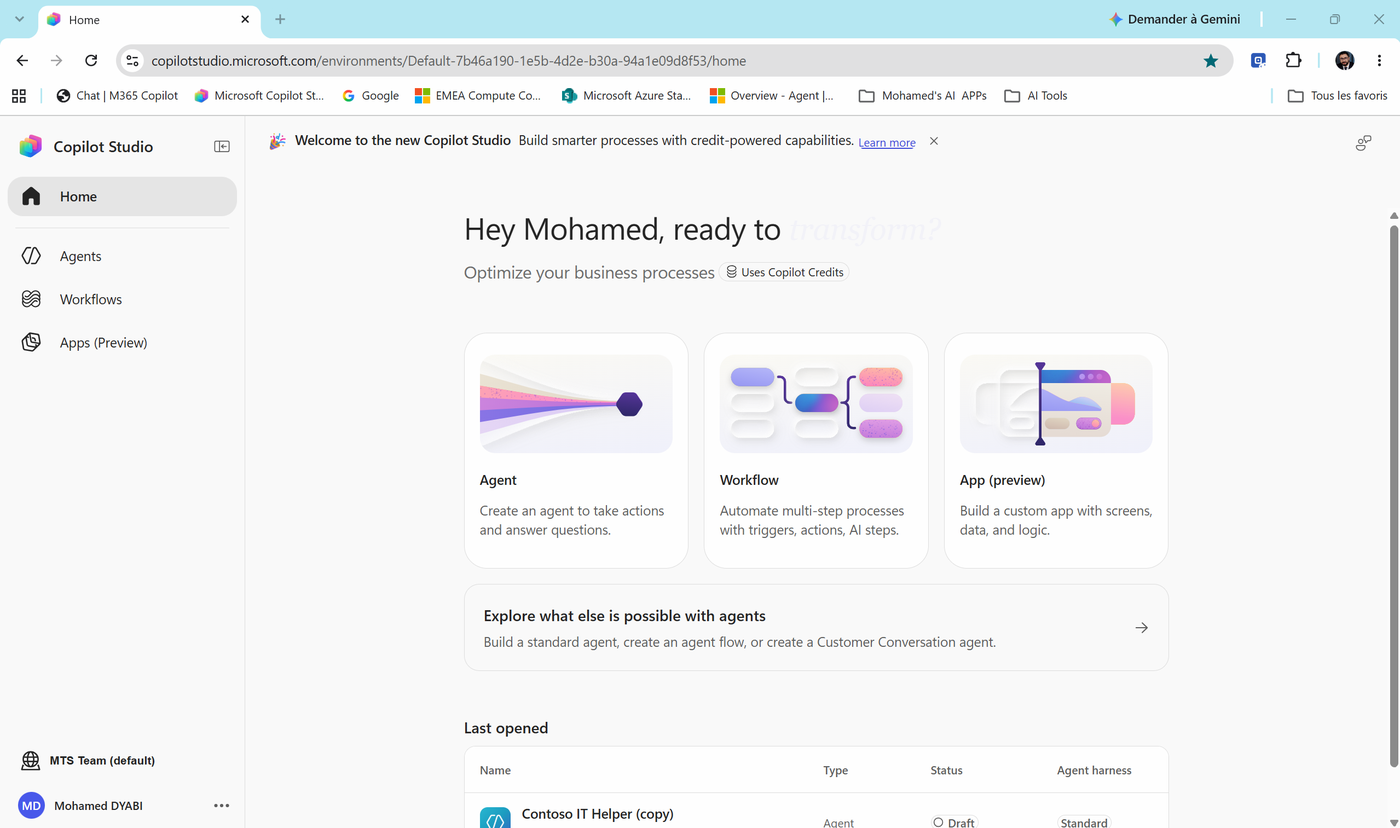 Home
Demander à Gemini
copilotstudio.microsoft.com/environments/Default-7b46a190-1e5b-4d2e-b30a-94a1e09d8f53/home
Chat | M365 Copilot
Microsoft Copilot St...
Google
EMEA Compute Co...
Microsoft Azure Sta...
Overview - Agent |...
Mohamed's AI APPs
AI Tools
Tous les favoris
Copilot Studio
Home
Agents
Workflows
Apps (Preview)
MTS Team (default)
MD Mohamed DYABI
Welcome to the new Copilot Studio Build smarter processes with credit-powered capabilities. Learn more
Hey Mohamed, ready to transform?
Optimize your business processes Uses Copilot Credits
Agent
Create an agent to take actions
and answer questions.
Workflow
Automate multi-step processes
with triggers, actions, AI steps.
App (preview)
Build a custom app with screens,
data, and logic.
Explore what else is possible with agents
Build a standard agent, create an agent flow, or create a Customer Conversation agent.
Last opened
Name Type Status Agent harness
Contoso IT Helper (copy)
Agent Draft Standard